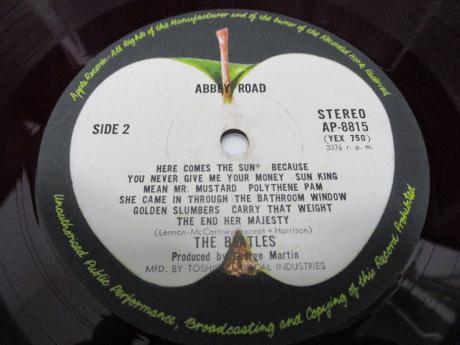 Apple Records - All Rights of the Manufacturer and of the Owner of the Recorded Work Reserved
ABBEY ROAD
SIDE 2
STEREO
AP-8815
(YEX 750)
33⅓ r. p. m.
HERE COMES THE SUN* BECAUSE
YOU NEVER GIVE ME YOUR MONEY SUN KING
MEAN MR. MUSTARD POLYTHENE PAM
SHE CAME IN THROUGH THE BATHROOM WINDOW
GOLDEN SLUMBERS CARRY THAT WEIGHT
THE END HER MAJESTY
(Lennon-McCartney except * Harrison)
THE BEATLES
Produced by George Martin
MFD. BY TOSHIBA MUSICAL INDUSTRIES
Unauthorised Public Performance, Broadcasting and Copying of this Record Prohibited